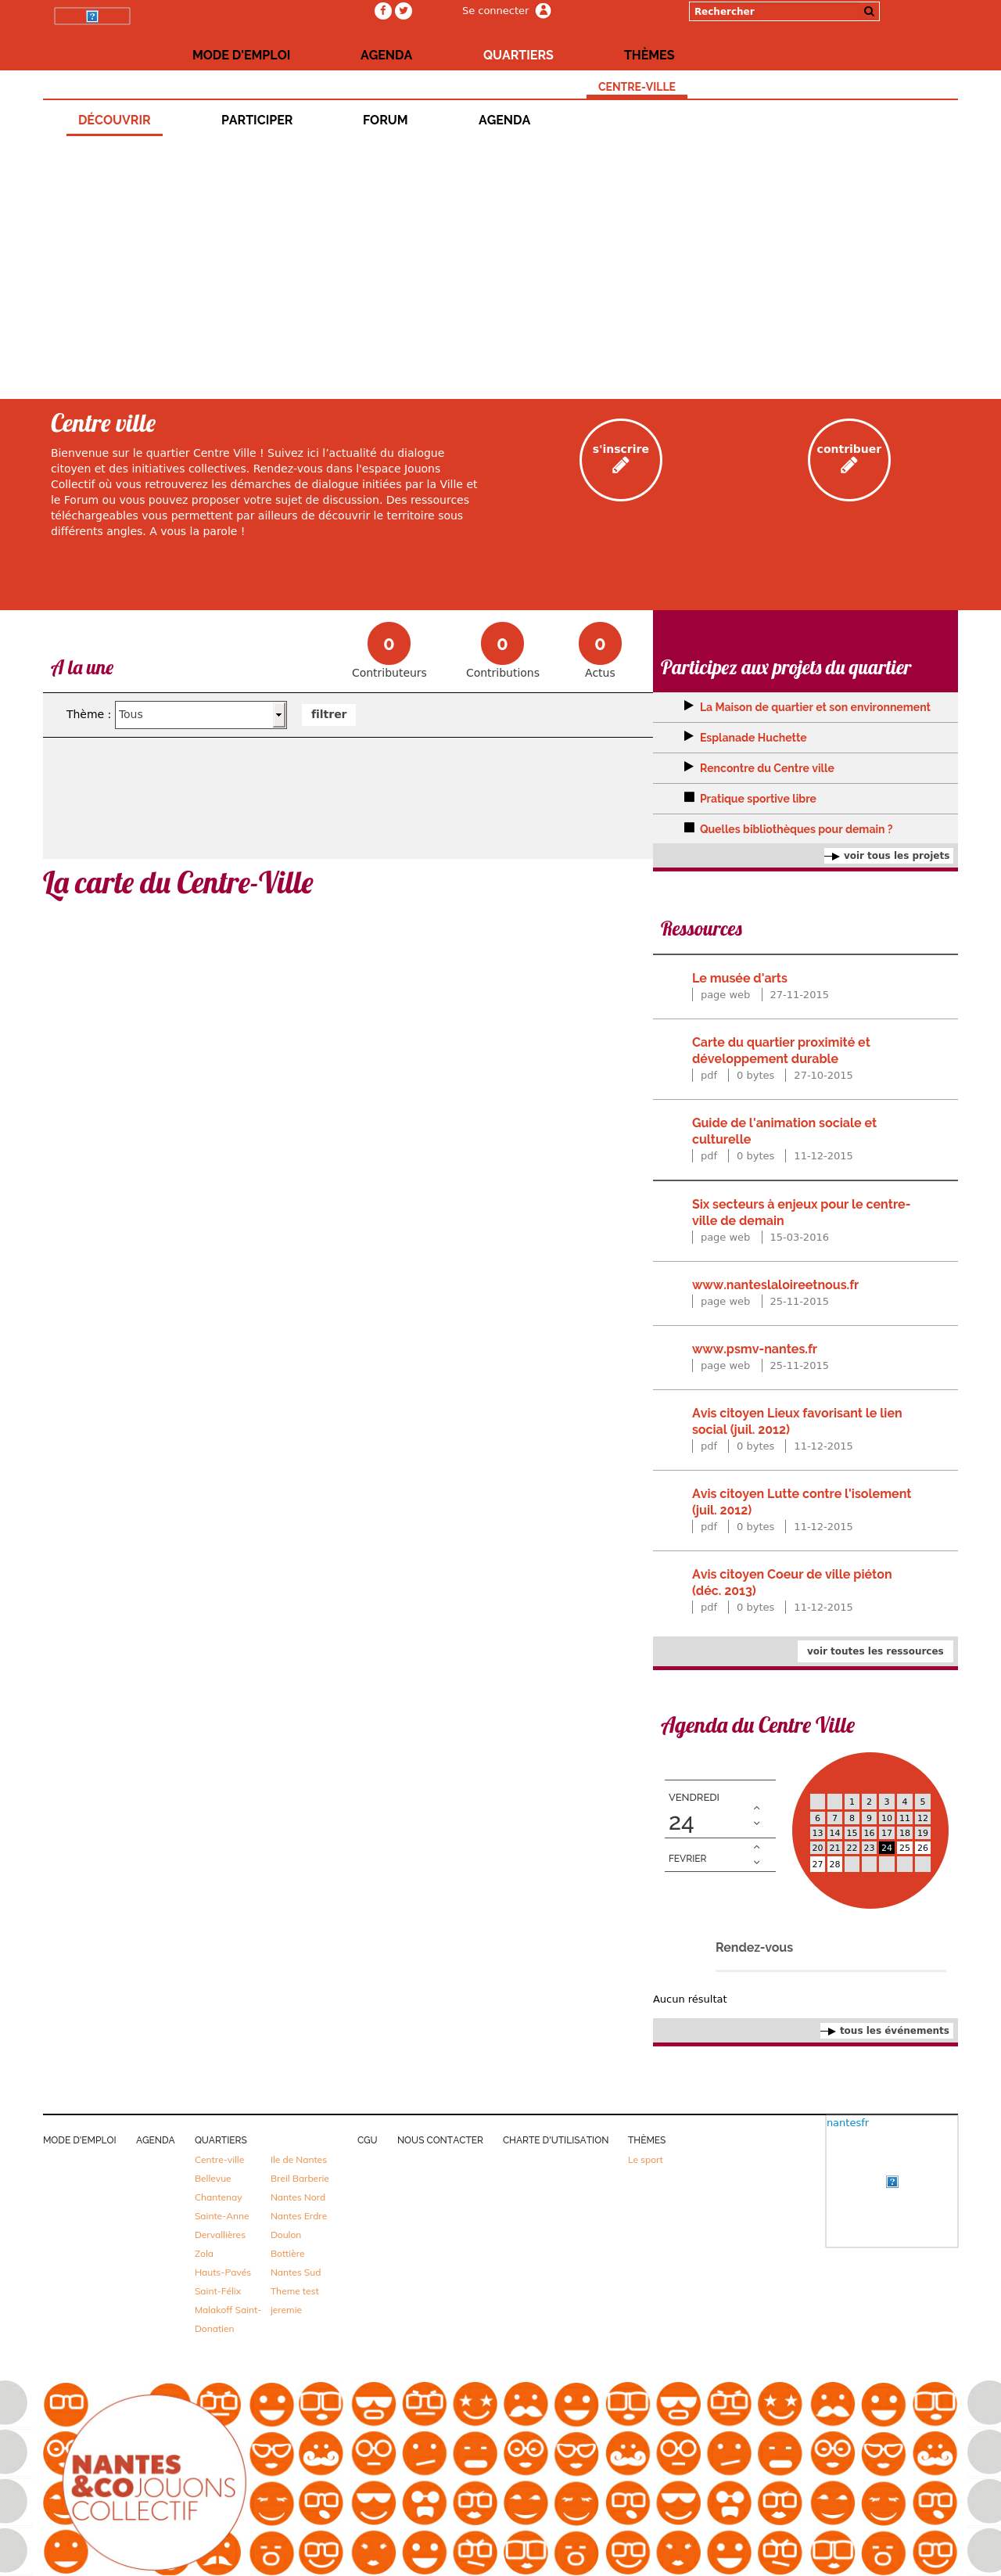 Se connecter
Rechercher
MODE D'EMPLOI
AGENDA
QUARTIERS
THÈMES
CENTRE-VILLE
DÉCOUVRIR
PARTICIPER
FORUM
AGENDA
Centre ville
Bienvenue sur le quartier Centre Ville ! Suivez ici l’actualité du dialogue
citoyen et des initiatives collectives. Rendez-vous dans l'espace Jouons
Collectif où vous retrouverez les démarches de dialogue initiées par la Ville et
le Forum ou vous pouvez proposer votre sujet de discussion. Des ressources
téléchargeables vous permettent par ailleurs de découvrir le territoire sous
différents angles. A vous la parole !
s'inscrire
contribuer
A la une
0
Contributeurs
0
Contributions
0
Actus
Thème :
Tous
filtrer
La carte du Centre-Ville
Participez aux projets du quartier
La Maison de quartier et son environnement
Esplanade Huchette
Rencontre du Centre ville
Pratique sportive libre
Quelles bibliothèques pour demain ?
voir tous les projets
Ressources
Le musée d'arts
page web 27-11-2015
Carte du quartier proximité et
développement durable
pdf 0 bytes 27-10-2015
Guide de l'animation sociale et
culturelle
pdf 0 bytes 11-12-2015
Six secteurs à enjeux pour le centre-
ville de demain
page web 15-03-2016
www.nanteslaloireetnous.fr
page web 25-11-2015
www.psmv-nantes.fr
page web 25-11-2015
Avis citoyen Lieux favorisant le lien
social (juil. 2012)
pdf 0 bytes 11-12-2015
Avis citoyen Lutte contre l'isolement
(juil. 2012)
pdf 0 bytes 11-12-2015
Avis citoyen Coeur de ville piéton
(déc. 2013)
pdf 0 bytes 11-12-2015
voir toutes les ressources
Agenda du Centre Ville
VENDREDI
24
FEVRIER
1 2 3 4 5
6 7 8 9 10 11 12
13 14 15 16 17 18 19
20 21 22 23 24 25 26
27 28
Rendez-vous
Aucun résultat
tous les événements
MODE D'EMPLOI
AGENDA
QUARTIERS
Centre-ville
Bellevue
Chantenay
Sainte-Anne
Dervallières
Zola
Hauts-Pavés
Saint-Félix
Malakoff Saint-
Donatien
Ile de Nantes
Breil Barberie
Nantes Nord
Nantes Erdre
Doulon
Bottière
Nantes Sud
Theme test
jeremie
CGU
NOUS CONTACTER
CHARTE D'UTILISATION
THÈMES
Le sport
nantesfr
NANTES
&COJOUONS
COLLECTIF